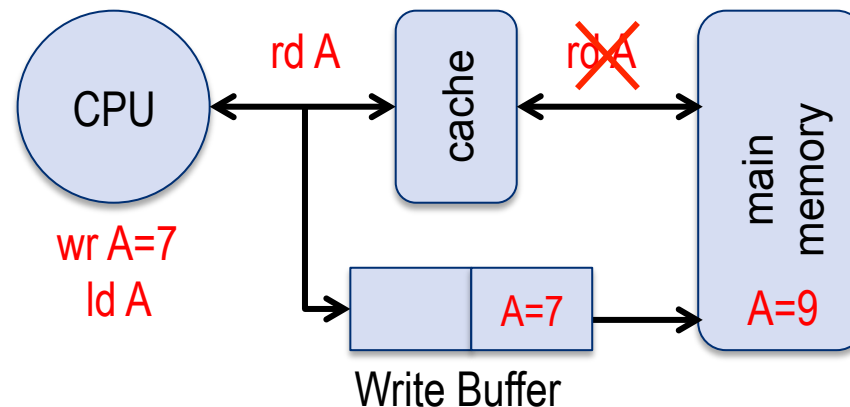 rd A
rd A
CPU
cache
main
memory
wr A=7
ld A
A=7
A=9
Write Buffer